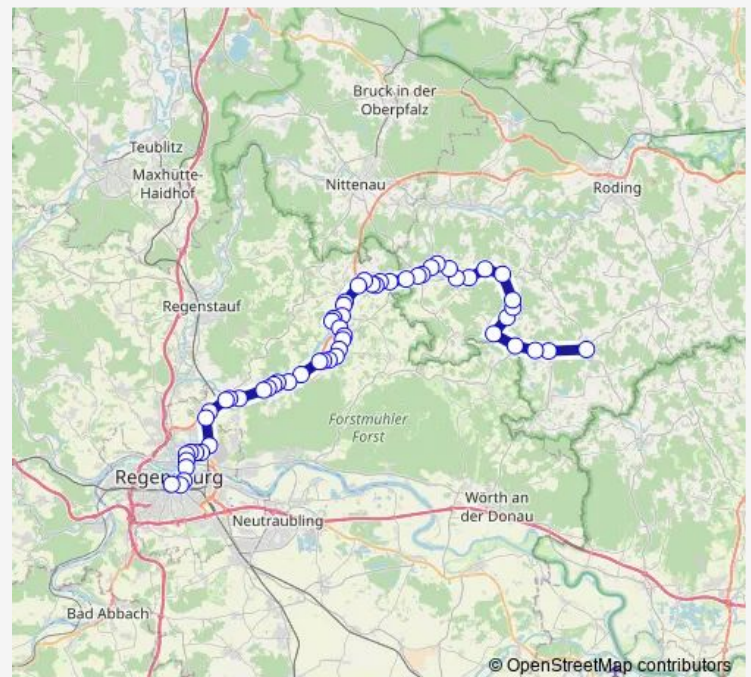 Bruck in der
Oberpfalz
Teublitz
Maxhütte-
Haidhof
Nittenau
Roding
Regenstauf
Forstmühler
Forst
Regensburg
Wörth an
der Donau
Neutraubling
Bad Abbach
© OpenStreetMap contributors